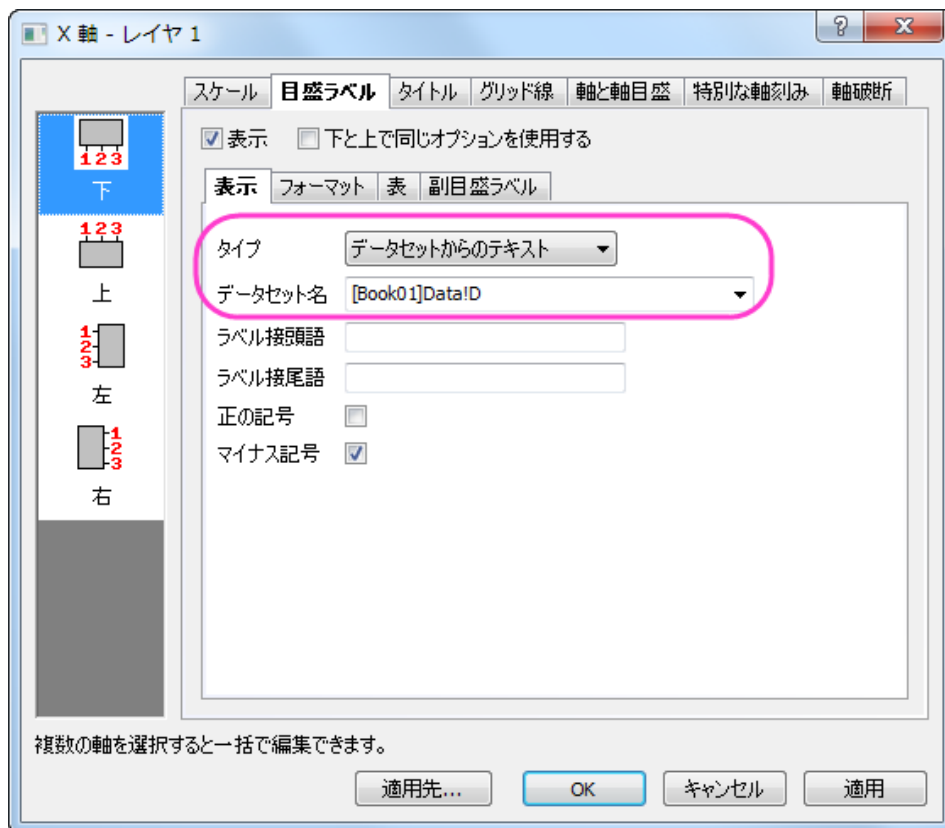 X 軸 - レイヤ 1
スケール 目盛ラベル タイトル グリッド線 軸と軸目盛 特別な軸刻み 軸破断
表示 下と上で同じオプションを使用する
123
下
表示 フォーマット 表 副目盛ラベル
123
上
タイプ データセットからのテキスト
データセット名 [Book01]Data!D
1
2
3
左
ラベル接頭語
ラベル接尾語
正の記号
1
2
3
右
マイナス記号
複数の軸を選択すると一括で編集できます。
適用先... OK キャンセル 適用